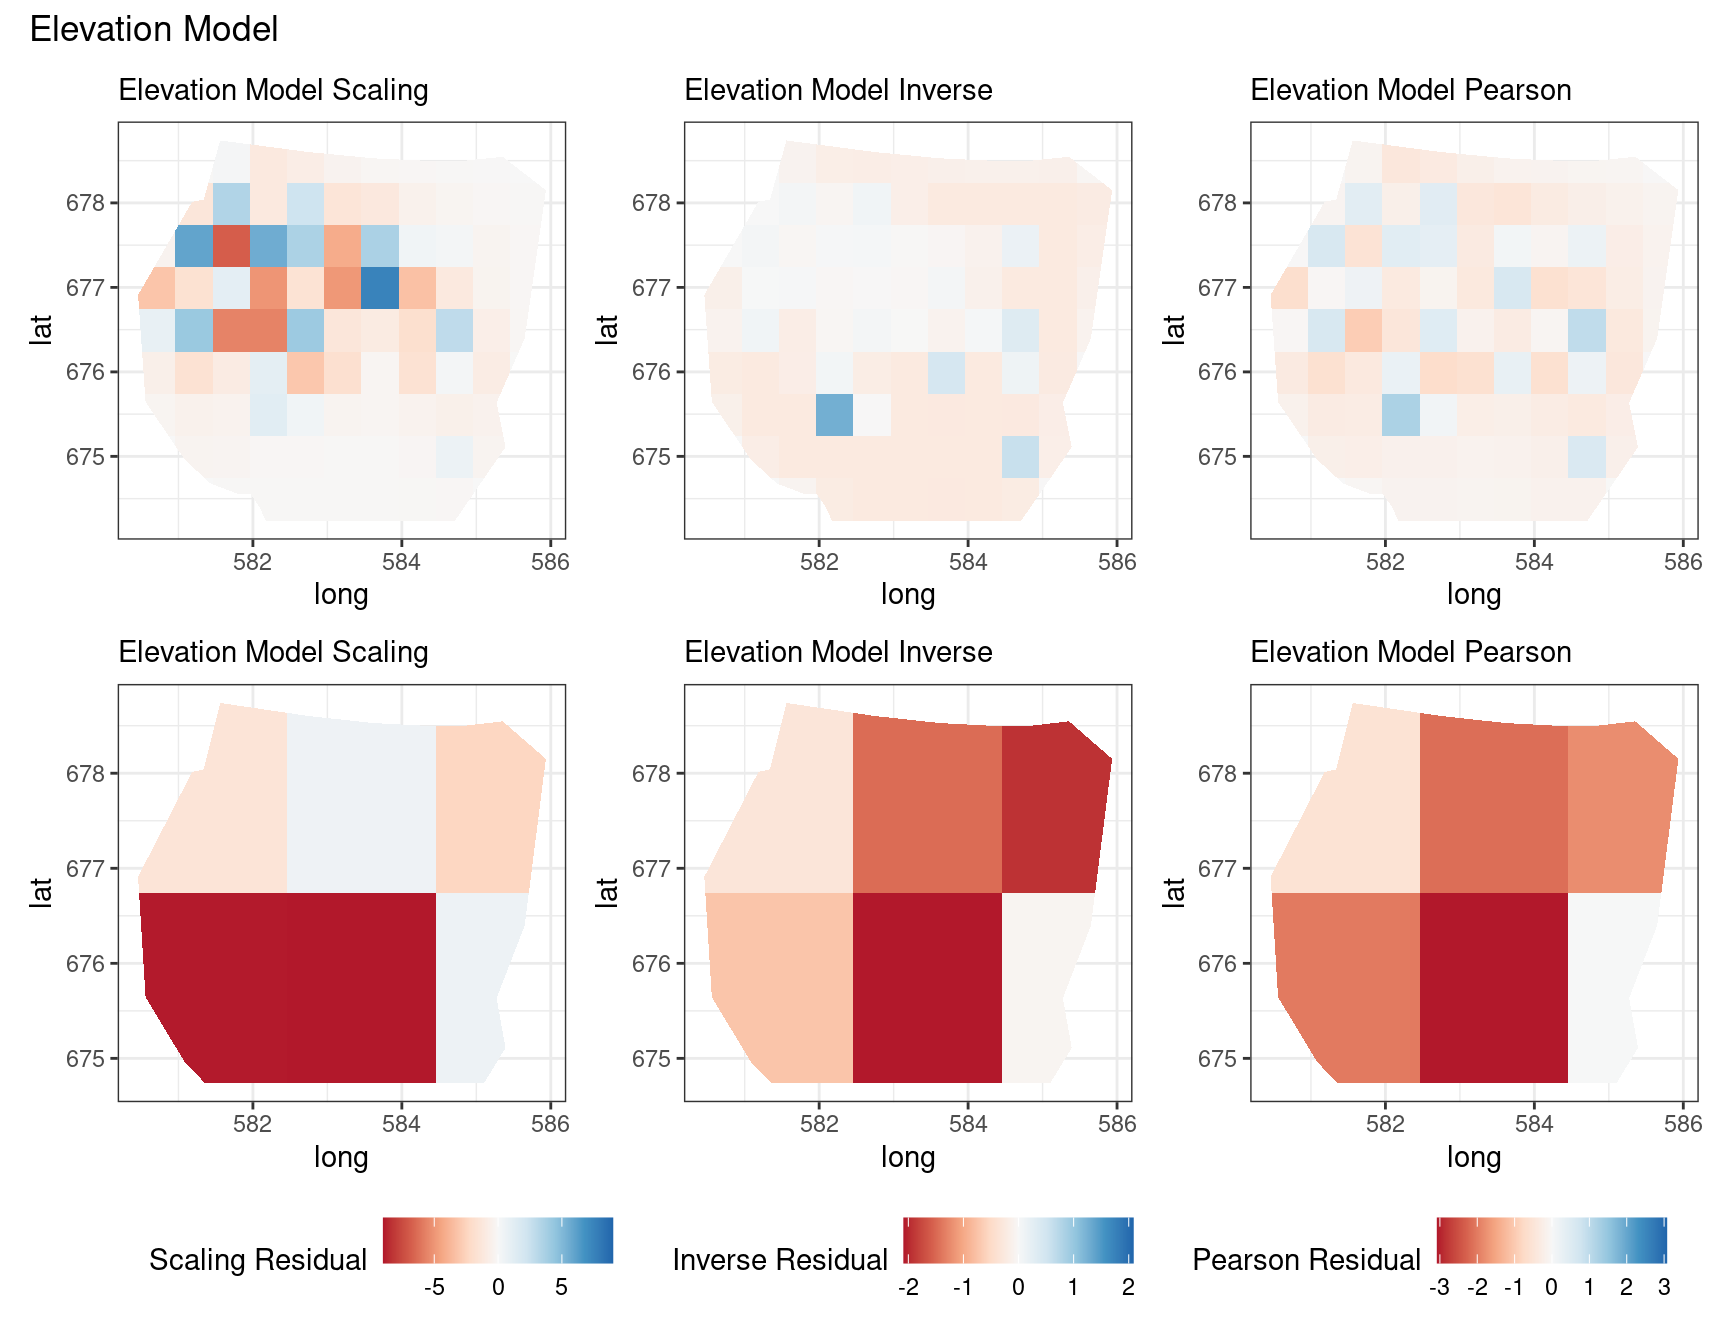 Elevation Model
Elevation Model Scaling
Elevation Model Inverse
Elevation Model Pearson
678
677
676
675
lat
582
584
586
long
678
677
676
675
lat
582
584
586
long
678
677
676
675
lat
582
584
586
long
Elevation Model Scaling
Elevation Model Inverse
Elevation Model Pearson
678
677
676
675
lat
582
584
586
long
678
677
676
675
lat
582
584
586
long
678
677
676
675
lat
582
584
586
long
Scaling Residual
-5 0 5
Inverse Residual
-2 -1 0 1 2
Pearson Residual
-3 -2 -1 0 1 2 3